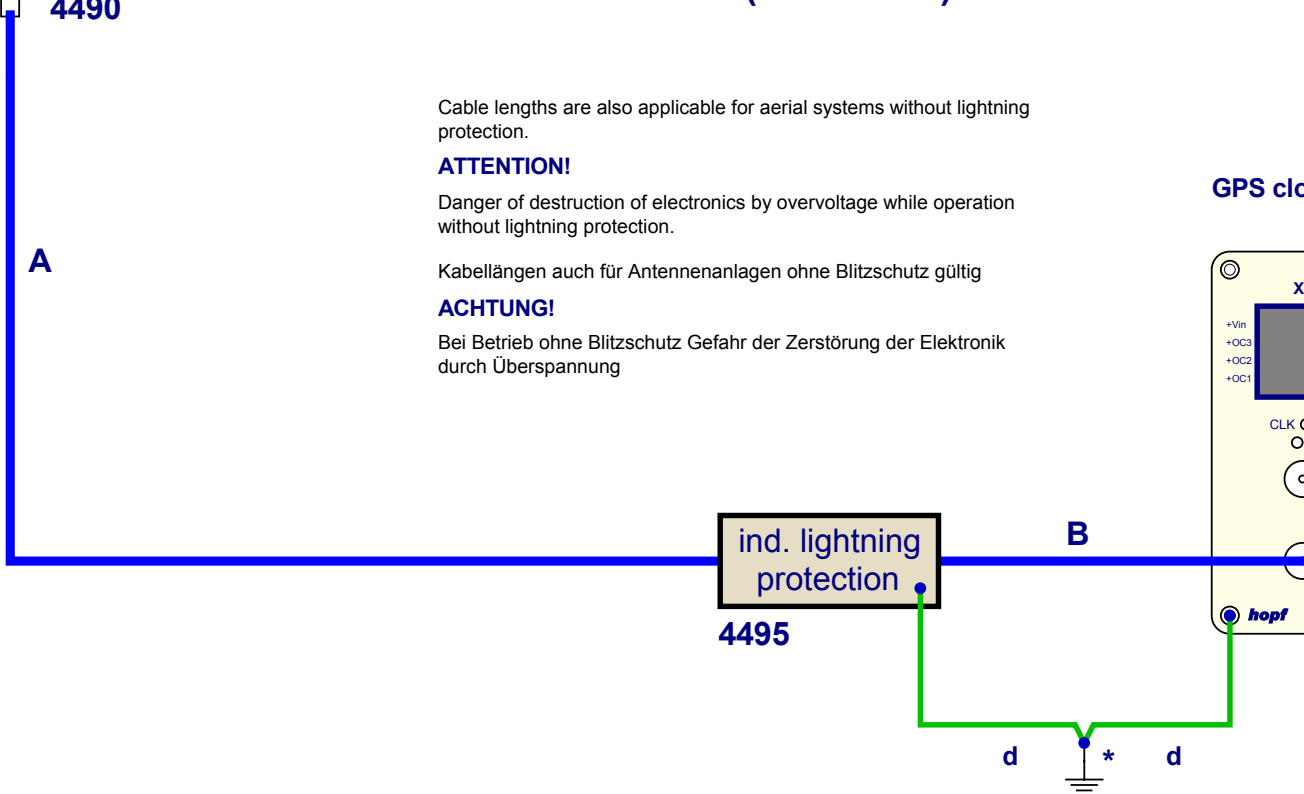 4490
Cable lengths are also applicable for aerial systems without lightning
protection.
ATTENTION!
Danger of destruction of electronics by overvoltage while operation
without lightning protection.
GPS clo
A
Kabellängen auch für Antennenanlagen ohne Blitzschutz gültig
ACHTUNG!
Bei Betrieb ohne Blitzschutz Gefahr der Zerstörung der Elektronik
durch Überspannung
X
+Vin
+OC3
+OC2
+OC1
CLK
ind. lightning
protection
B
4495
hopf
d * d